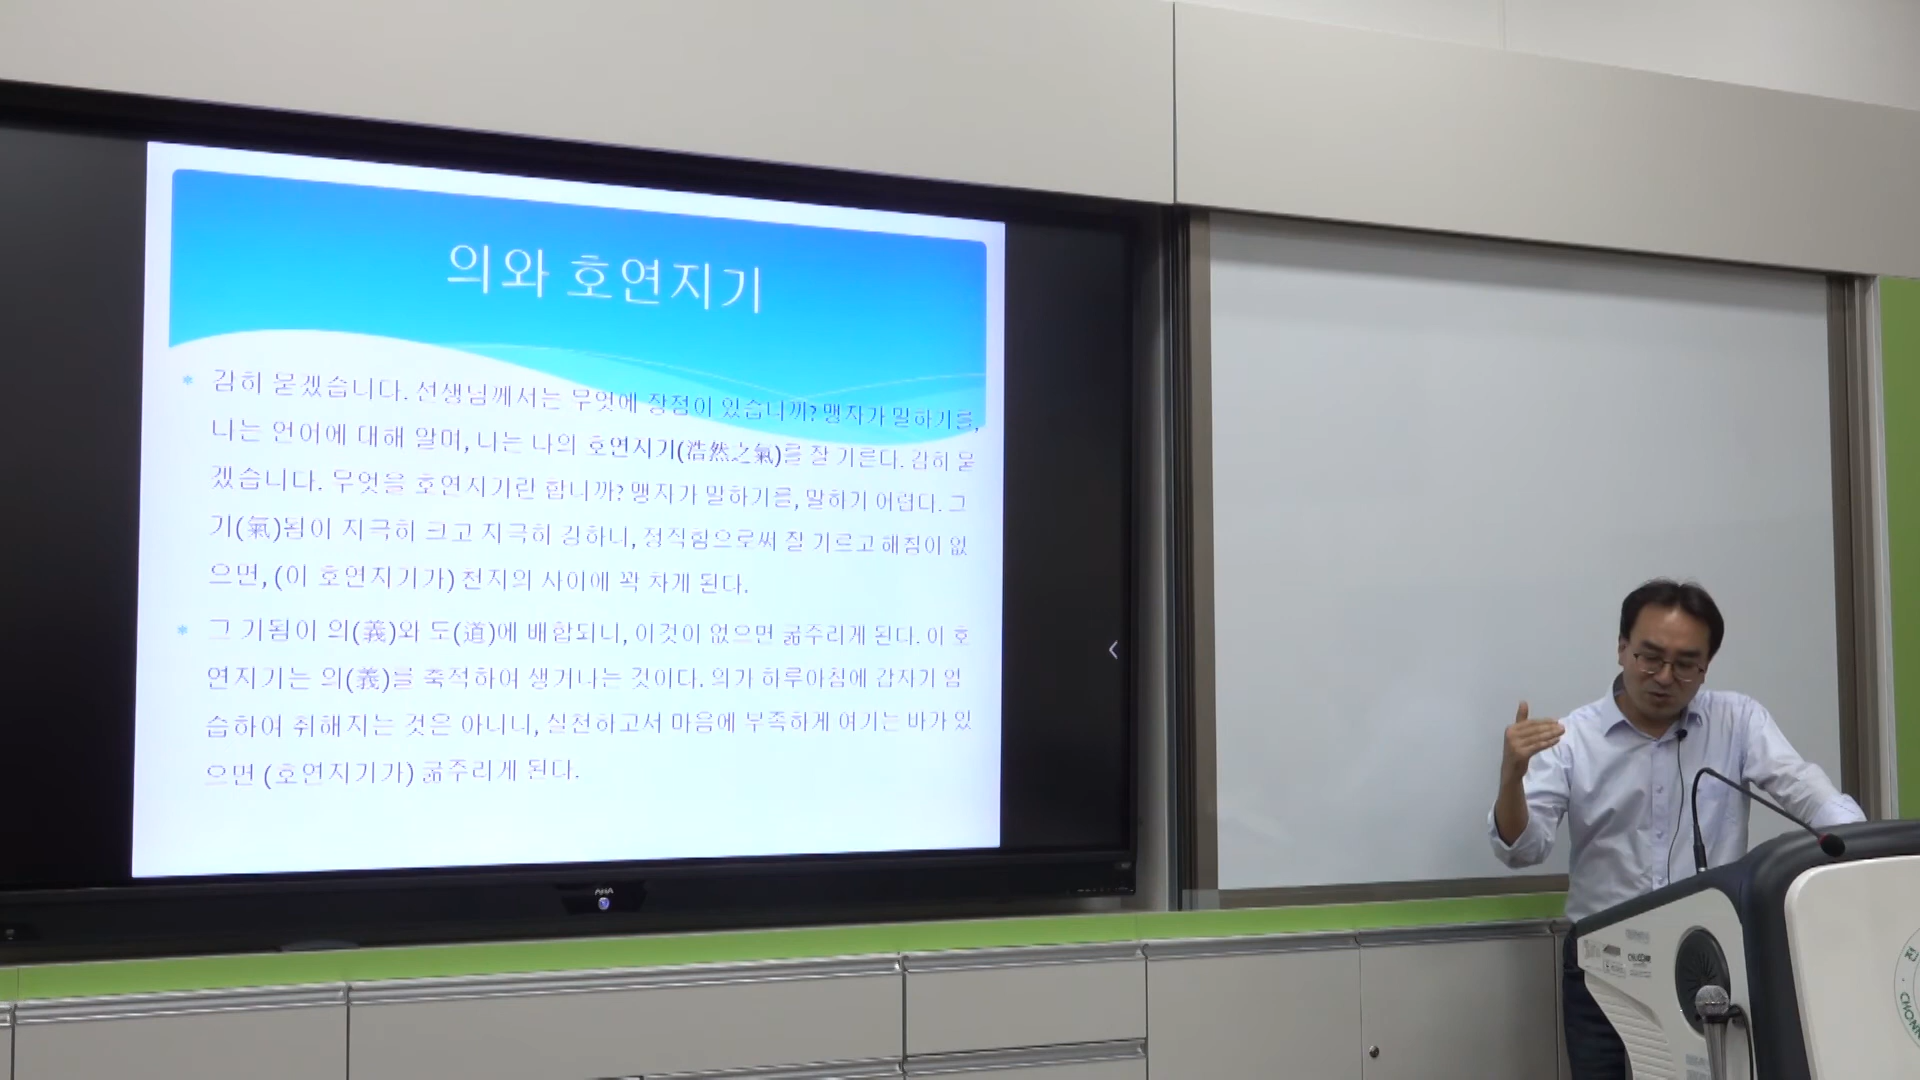 의와 호연지기
* 감히 묻겠습니다. 선생님께서는 무엇에 장점이 있습니까? 맹자가 말하기를,
나는 언어에 대해 알며, 나는 나의 호연지기(浩然之氣)를 잘 기른다. 감히 묻
겠습니다. 무엇을 호연지기란 합니까? 맹자가 말하기를, 말하기 어렵다. 그
기(氣)됨이 지극히 크고 지극히 강하니, 정직함으로써 잘 기르고 해침이 없
으면, (이 호연지기가) 천지의 사이에 꽉 차게 된다.
* 그 기됨이 의(義)와 도(道)에 배합되니, 이것이 없으면 굶주리게 된다. 이 호
연지기는 의(義)를 축적하여 생겨나는 것이다. 의가 하루아침에 갑자기 엄
습하여 취해지는 것은 아니니, 실천하고서 마음에 부족하게 여기는 바가 있
으면 (호연지기가) 굶주리게 된다.
AHA
CHONN